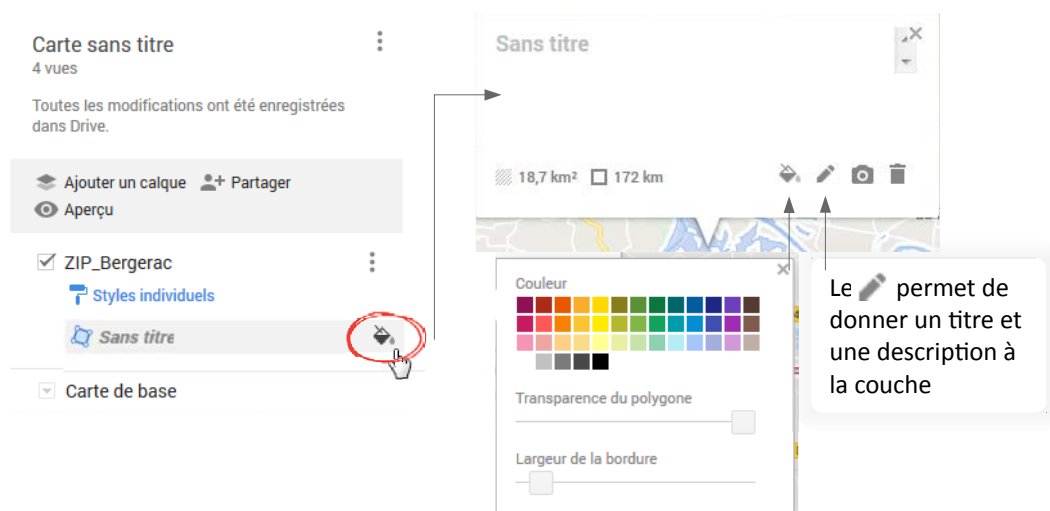 Carte sans titre
4 vues
Toutes les modifications ont été enregistrées
dans Drive.
Ajouter un calque Partager
Aperçu
ZIP_Bergerac
Styles individuels
Sans titre
Carte de base
Sans titre
18,7 km² 172 km
Couleur
Transparence du polygone
Largeur de la bordure
Le permet de
donner un titre et
une description à
la couche